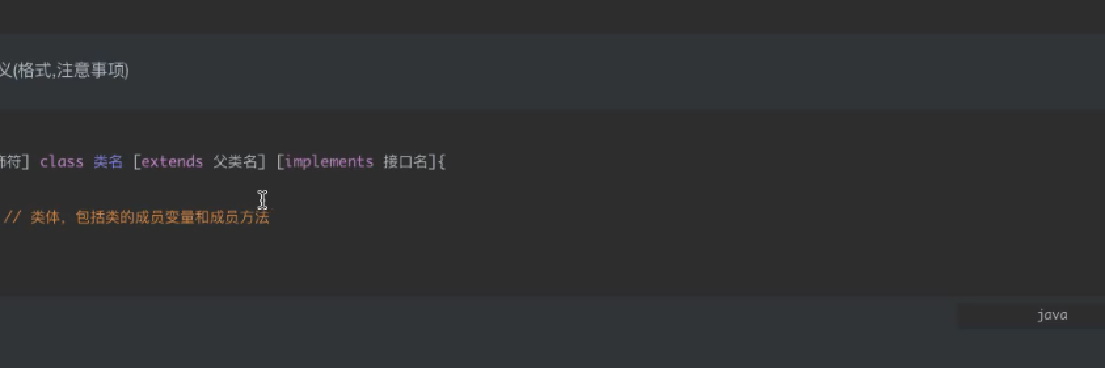 义(格式,注意事项)
饰符] class 类名 [extends 父类名] [implements 接口名]{
// 类体, 包括类的成员变量和成员方法
java